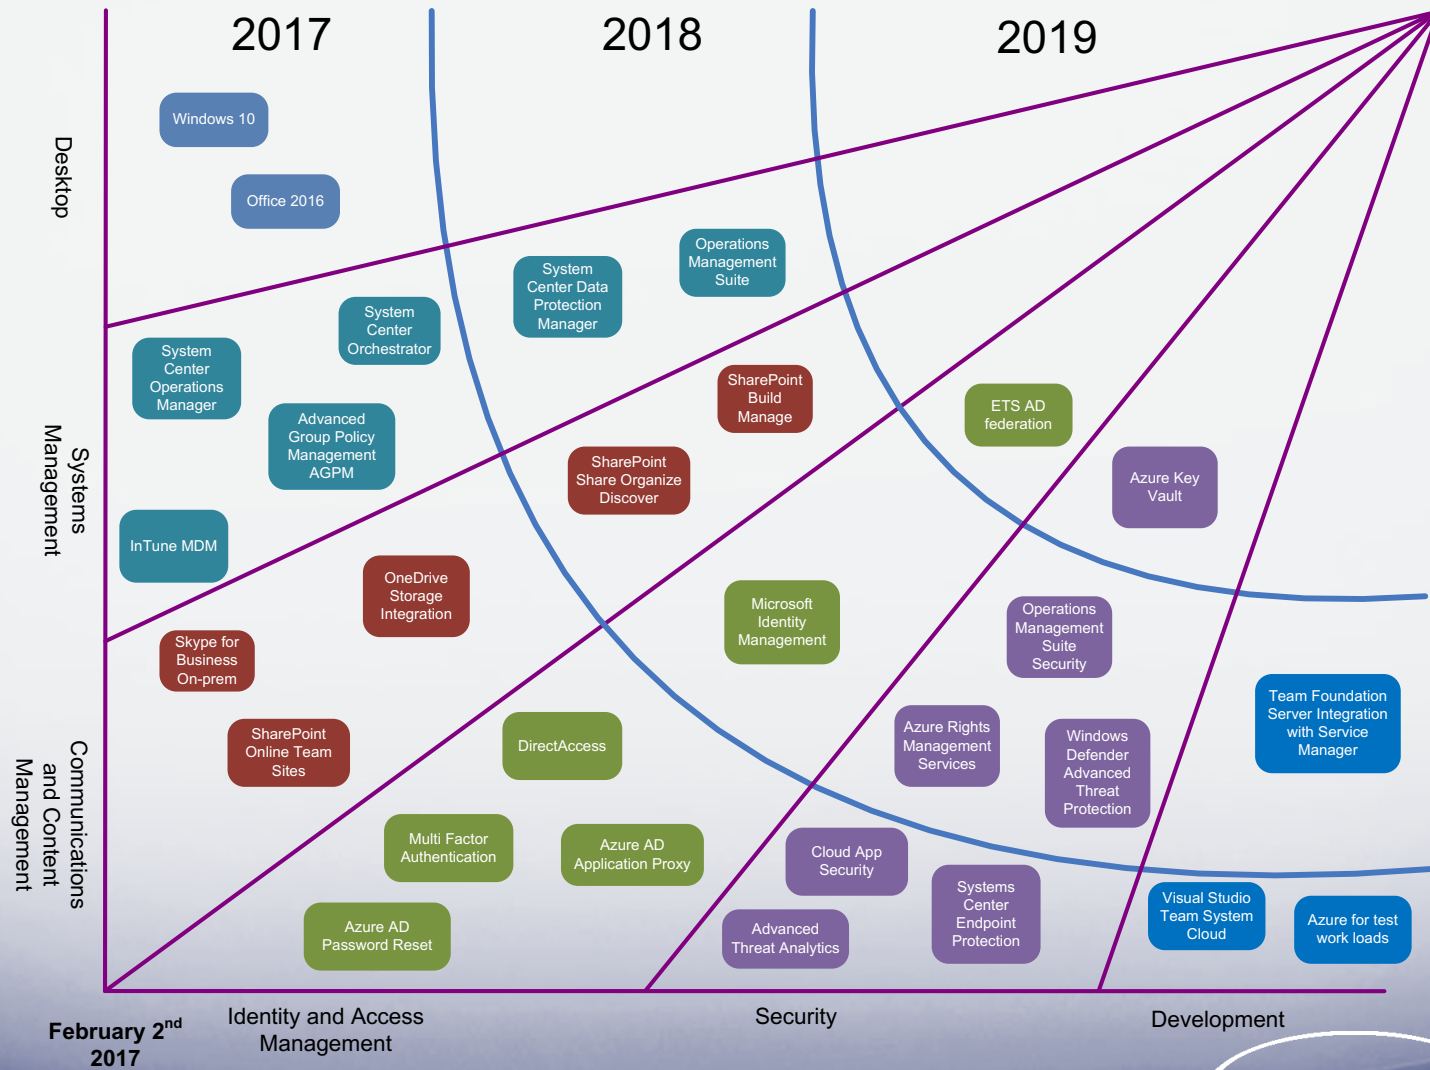 2017
2018
2019
Desktop
Windows 10
Office 2016
Systems
Management
System
Center
Operations
Manager
System
Center
Orchestrator
Advanced
Group Policy
Management
AGPM
InTune MDM
System
Center Data
Protection
Manager
Operations
Management
Suite
Communications
and Content
Management
Skype for
Business
On-prem
OneDrive
Storage
Integration
SharePoint
Online Team
Sites
SharePoint
Share Organize
Discover
SharePoint
Build
Manage
Azure AD
Password Reset
Multi Factor
Authentication
DirectAccess
Azure AD
Application Proxy
Microsoft
Identity
Management
ETS AD
federation
Advanced
Threat Analytics
Cloud App
Security
Systems
Center
Endpoint
Protection
Azure Rights
Management
Services
Windows
Defender
Advanced
Threat
Protection
Operations
Management
Suite
Security
Azure Key
Vault
Visual Studio
Team System
Cloud
Azure for test
work loads
Team Foundation
Server Integration
with Service
Manager
February 2nd
2017
Identity and Access
Management
Security
Development